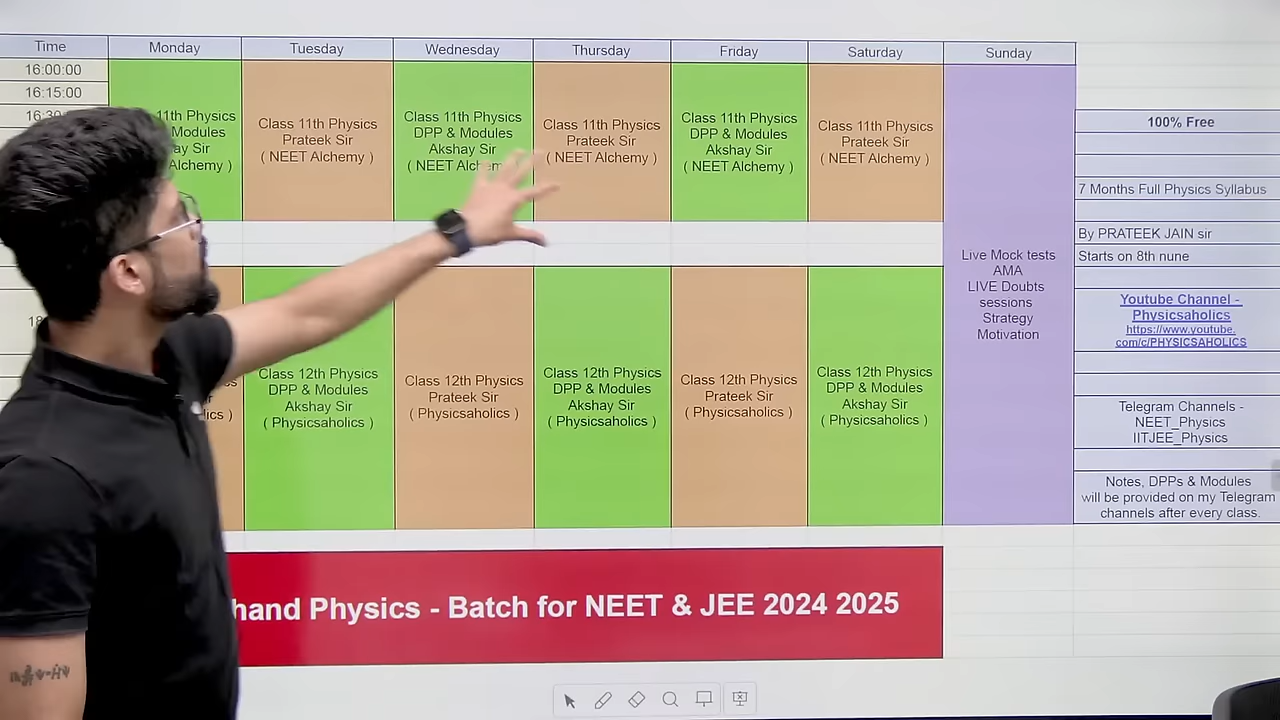 Time
Monday
Tuesday
Wednesday
Thursday
Friday
Saturday
Sunday
16:00:00
16:15:00
11th Physics
Modules
Sir
Alchemy )
Class 11th Physics
Prateek Sir
( NEET Alchemy )
Class 11th Physics
DPP & Modules
Akshay Sir
( NEET Alchem
Class 11th Physics
Prateek Sir
( NEET Alchemy )
Class 11th Physics
DPP & Modules
Akshay Sir
( NEET Alchemy )
Class 11th Physics
Prateek Sir
( NEET Alchemy )
Live Mock tests
AMA
LIVE Doubts
sessions
Strategy
Motivation
18
Class 12th Physics
DPP & Modules
Akshay Sir
( Physicsaholics )
Class 12th Physics
Prateek Sir
( Physicsaholics )
Class 12th Physics
DPP & Modules
Akshay Sir
( Physicsaholics )
Class 12th Physics
Prateek Sir
( Physicsaholics )
Class 12th Physics
DPP & Modules
Akshay Sir
( Physicsaholics )
100% Free
7 Months Full Physics Syllabus
By PRATEEK JAIN sir
Starts on 8th nune
Youtube Channel -
Physicsaholics
https://www.youtube.
com/c/PHYSICSAHOLICS
Telegram Channels -
NEET_Physics
IITJEE_Physics
Notes, DPPs & Modules
will be provided on my Telegram
channels after every class.
hand Physics - Batch for NEET & JEE 2024 2025